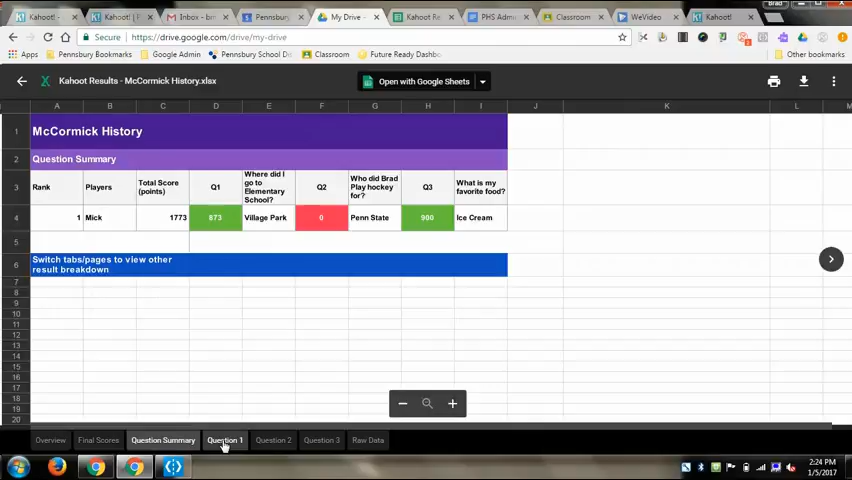 Brad
Kahoot!
Kahoot! |
Inbox - bm
Pennsbury
My Drive -
Kahoot Re
PHS Adm
Classroom
WeVideo
Kahoot!
Secure https://drive.google.com/drive/my-drive
Apps Pennsbury Bookmarks Google Admin Pennsbury School Di Classroom Future Ready Dashbo Other bookmarks
Kahoot Results - McCormick History.xlsx
Open with Google Sheets
A B C D E F G H I J K L M
1 McCormick History
2 Question Summary
3 Rank Players Total Score (points) Q1 Where did I go to Elementary School? Q2 Who did Brad Play hockey for? Q3 What is my favorite food?
4 1 Mick 1773 873 Village Park 0 Penn State 900 Ice Cream
5
6 Switch tabs/pages to view other result breakdown
7
8
9
10
11
12
13
14
15
16
17
18
19
20
Overview Final Scores Question Summary Question 1 Question 2 Question 3 Raw Data
2:24 PM
1/5/2017